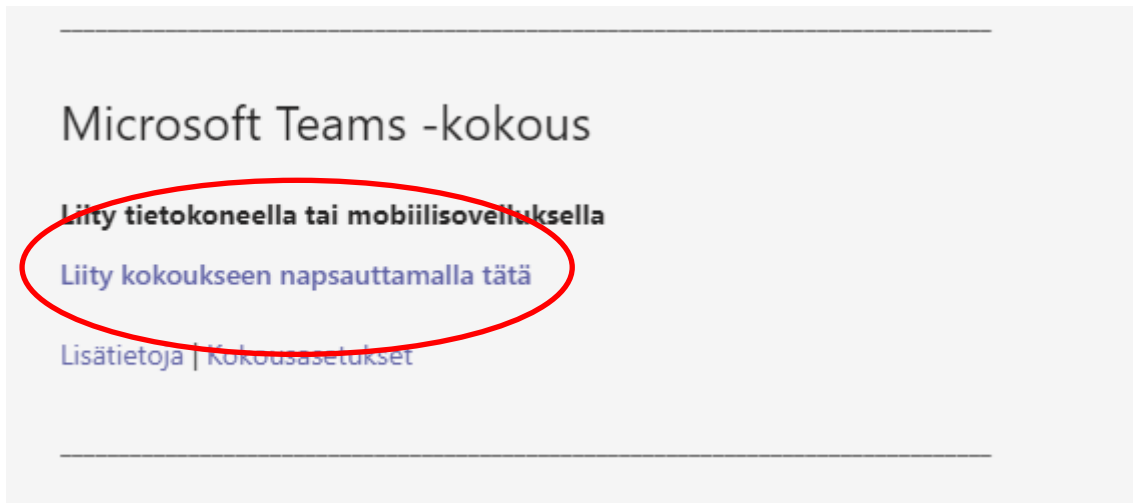 Microsoft Teams -kokous
Liity tietokoneella tai mobiilisovelluksella
Liity kokoukseen napsauttamalla tätä
Lisätietoja | Kokousasetukset